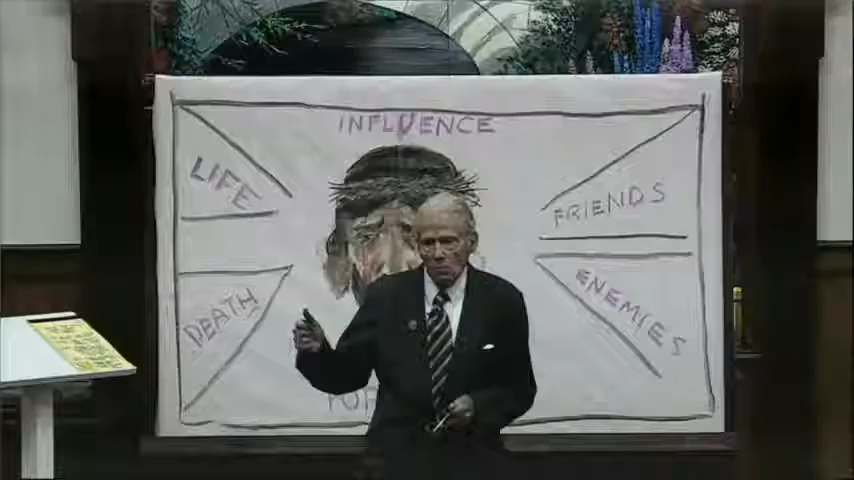 INFLUENCE
LIFE
FRIENDS
DEATH
ENEMIES